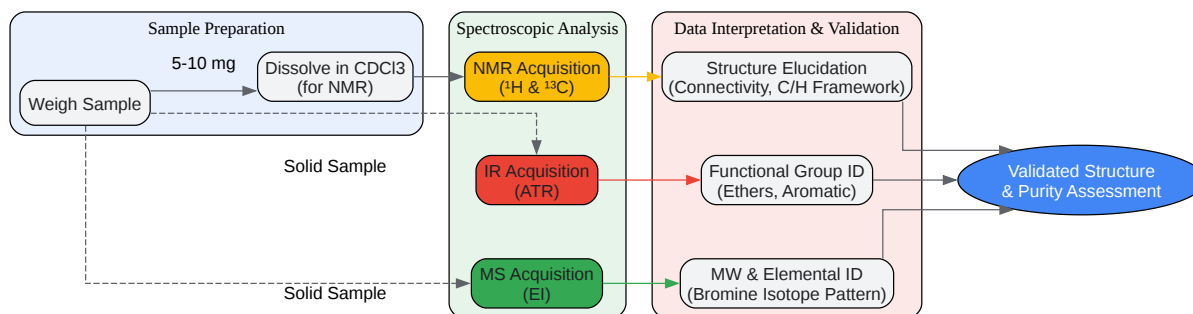 Sample Preparation
Weigh Sample
5-10 mg
Dissolve in CDCl3
(for NMR)
Solid Sample
Solid Sample
Spectroscopic Analysis
NMR Acquisition
(¹H & ¹³C)
IR Acquisition
(ATR)
MS Acquisition
(EI)
Data Interpretation & Validation
Structure Elucidation
(Connectivity, C/H Framework)
Functional Group ID
(Ethers, Aromatic)
MW & Elemental ID
(Bromine Isotope Pattern)
Validated Structure
& Purity Assessment